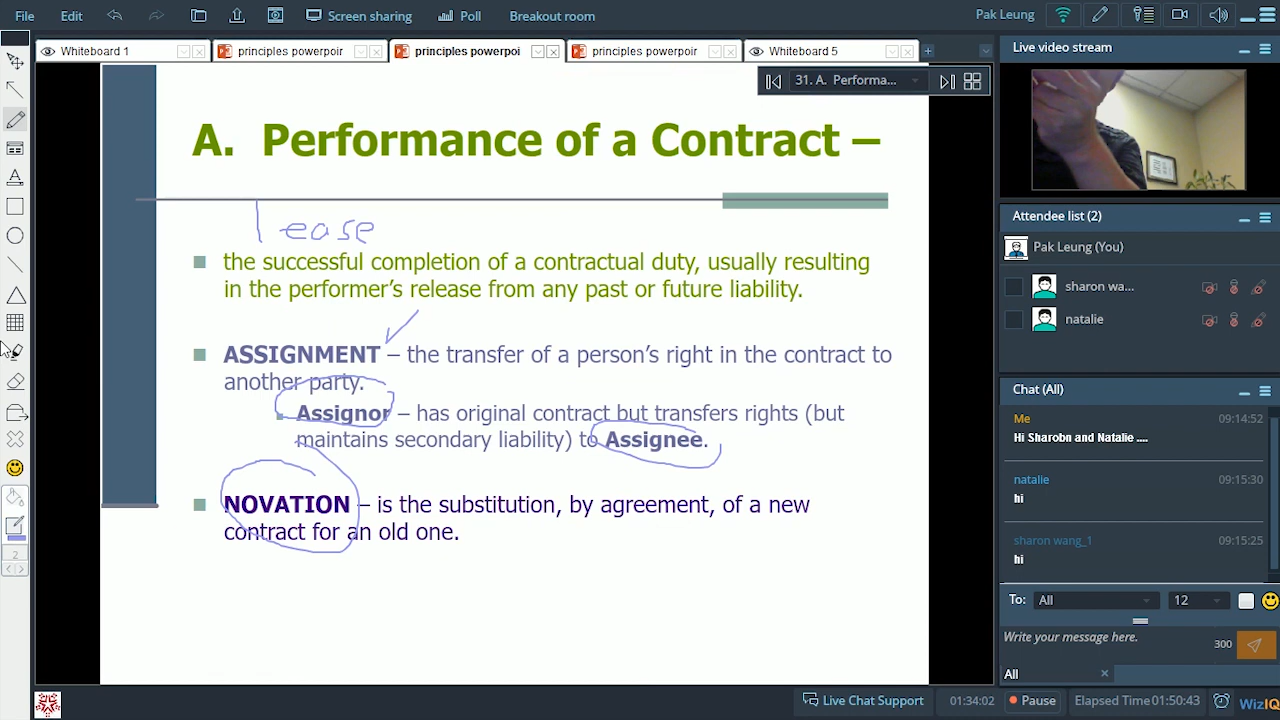 File Edit Screen sharing Poll Breakout room Pak Leung
Whiteboard 1 principles powerpoir principles powerpoi principles powerpoir Whiteboard 5
Live video stream
31. A. Performa...
A. Performance of a Contract –
lease
the successful completion of a contractual duty, usually resulting
in the performer's release from any past or future liability.
ASSIGNMENT – the transfer of a person's right in the contract to
another party.
Assignor – has original contract but transfers rights (but
maintains secondary liability) to Assignee.
NOVATION – is the substitution, by agreement, of a new
contract for an old one.
2
Attendee list (2)
Pak Leung (You)
sharon wa...
natalie
Chat (All)
Me 09:14:52
Hi Sharobn and Natalie ....
natalie 09:15:30
hi
sharon wang_1 09:15:25
hi
To: All 12
Write your message here. 300
All
Live Chat Support 01:34:02 Pause Elapsed Time 01:50:43 WizIQ